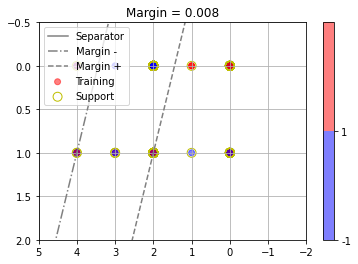 Margin = 0.008
Separator
Margin -
Margin +
Training
Support
−0.5
0.0
0.5
1.0
1.5
2.0
5
4
3
2
1
0
−1
−2
1
-1